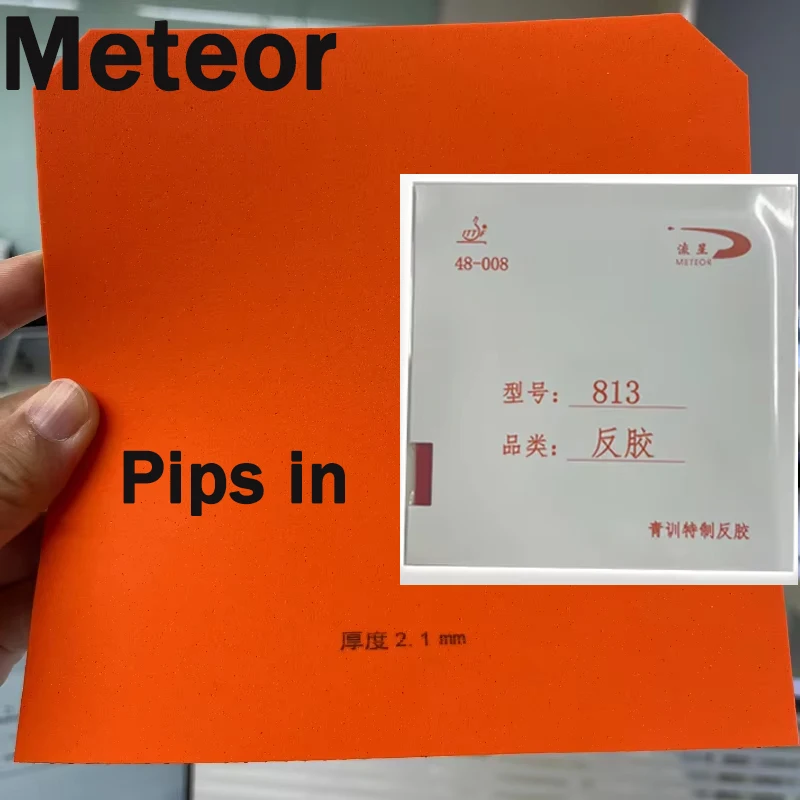 Meteor
48-008
流星
METEOR
型号: 813
品类: 反胶
青训特制反胶
Pips in
厚度 2.1 mm